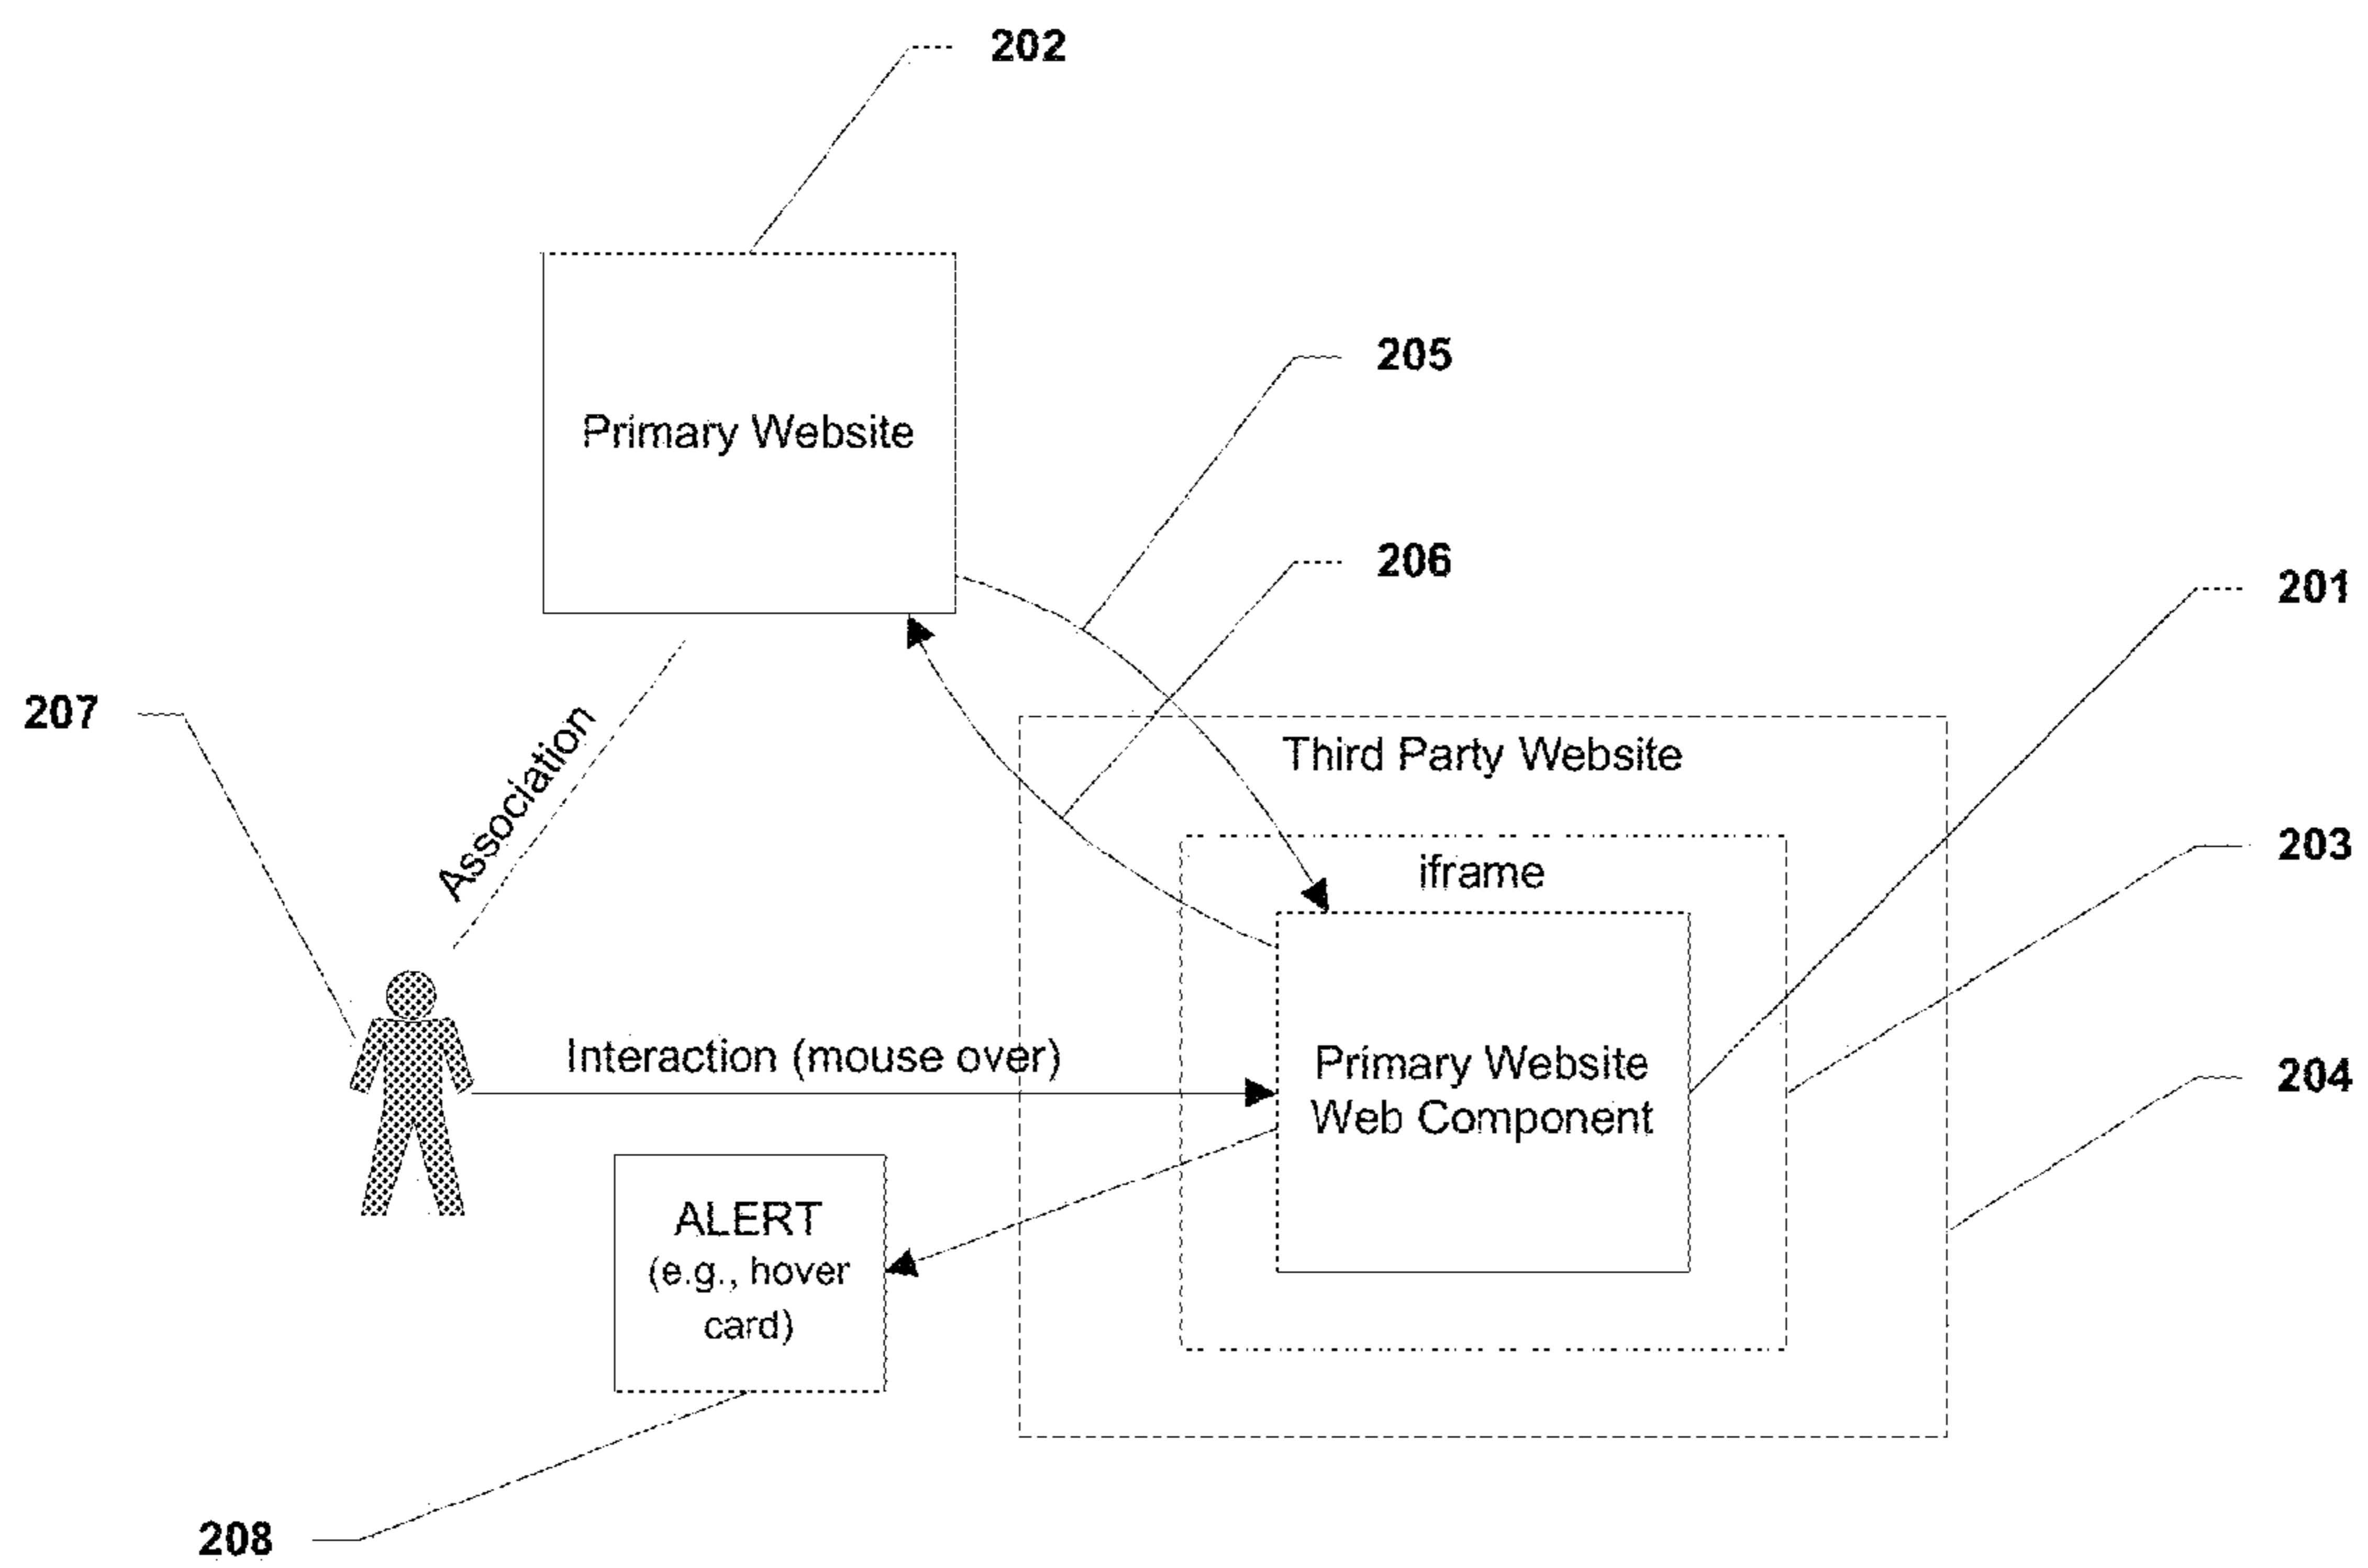 202
205
Primary Website
206
201
207
Association
Third Party Website
203
iframe
Interaction (mouse over)
Primary Website
Web Component
204
ALERT
(e.g., hover
card)
208